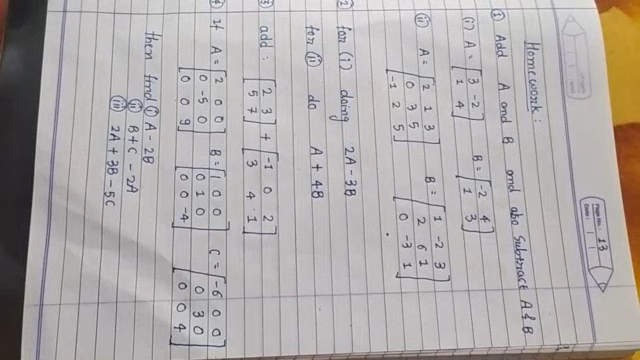 Page No. 13
Date
Homework:
① Add A and B and also Subtract A & B
(i) A = [3 -2
1 4] B = [-2 4
1 3]
(ii) A = [2 1 3
0 3 5
-1 2 5] B = [1 -2 3
2 6 1
0 -3 1]
② for (i) doing 2A-3B
for (ii) do A + 4B
③ add: [2 3
5 7] + [-1 0 2
3 4 1]
④ If A = [2 0 0
0 -5 0
0 0 9] B = [1 0 0
0 1 0
0 0 -4] C = [-6 0 0
0 3 0
0 0 4]
then find (i) A - 2B
(ii) B + C - 2A
(iii) 2A + 3B - 5C